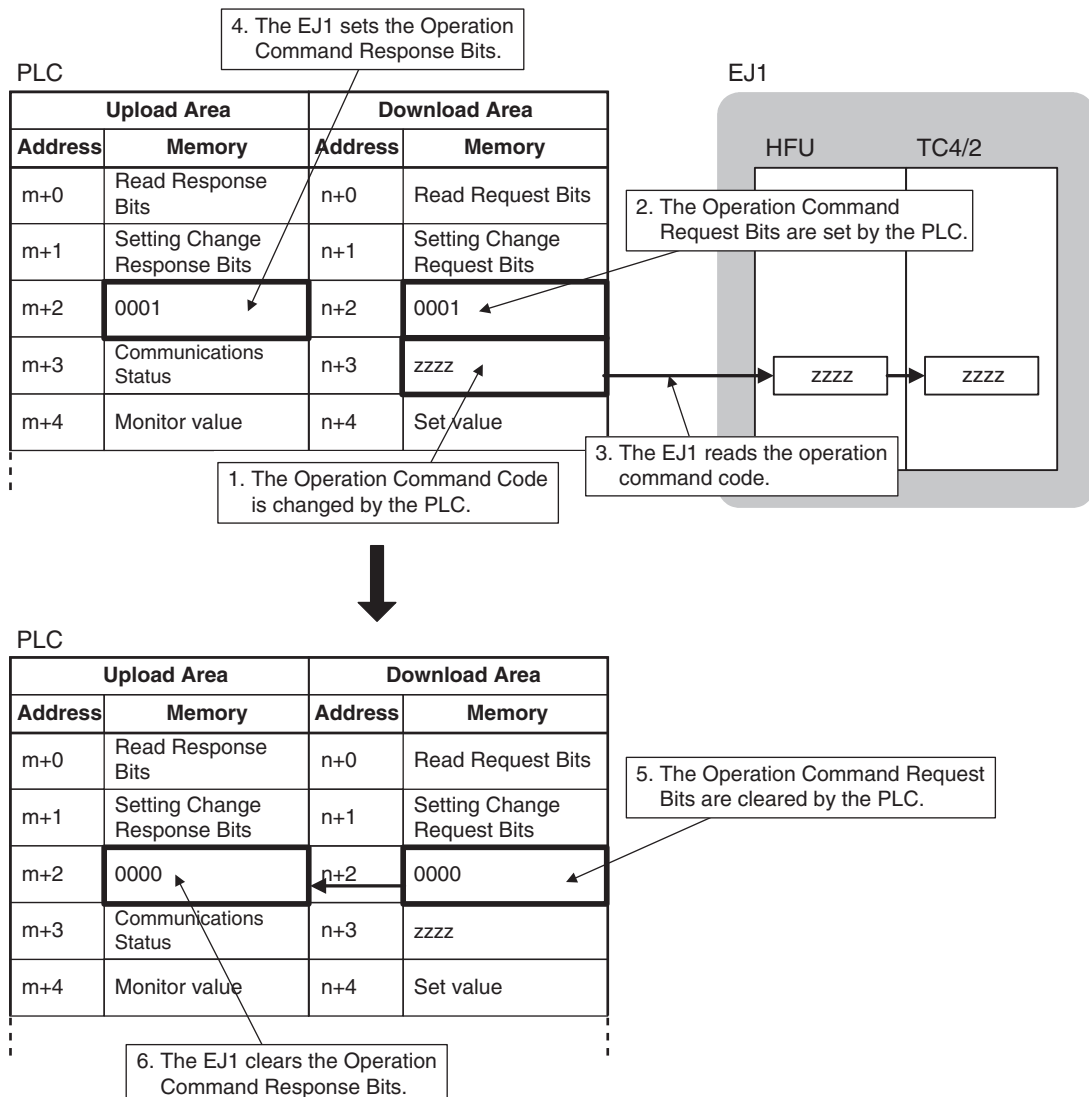 4. The EJ1 sets the Operation
Command Response Bits.
PLC
EJ1
Upload Area Download Area
Address Memory Address Memory
HFU TC4/2
m+0 Read Response
Bits n+0 Read Request Bits
2. The Operation Command
Request Bits are set by the PLC.
m+1 Setting Change
Response Bits n+1 Setting Change
Request Bits
m+2 0001 n+2 0001
m+3 Communications
Status n+3 zzzz
zzzz zzzz
m+4 Monitor value n+4 Set value
3. The EJ1 reads the operation
command code.
1. The Operation Command Code
is changed by the PLC.
PLC
Upload Area Download Area
Address Memory Address Memory
m+0 Read Response
Bits n+0 Read Request Bits
5. The Operation Command Request
Bits are cleared by the PLC.
m+1 Setting Change
Response Bits n+1 Setting Change
Request Bits
m+2 0000 n+2 0000
m+3 Communications
Status n+3 zzzz
m+4 Monitor value n+4 Set value
6. The EJ1 clears the Operation
Command Response Bits.